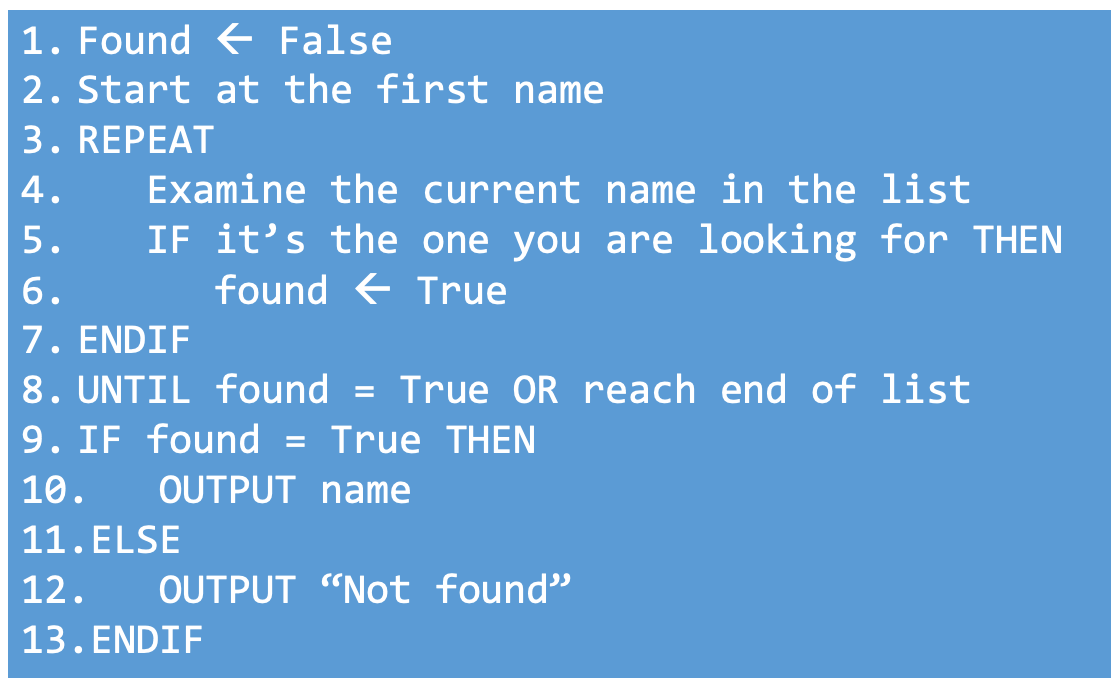 1. Found ← False
2. Start at the first name
3. REPEAT
4.   Examine the current name in the list
5.   IF it’s the one you are looking for THEN
6.      found ← True
7. ENDIF
8. UNTIL found = True OR reach end of list
9. IF found = True THEN
10.   OUTPUT name
11.ELSE
12.   OUTPUT “Not found”
13.ENDIF